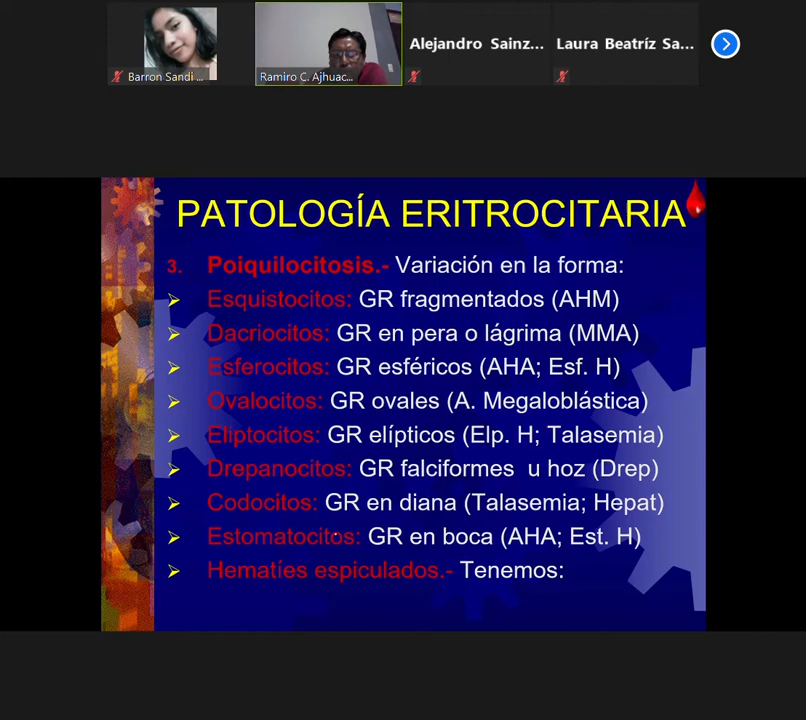 Barron Sandi ...
Ramiro C. Ajhuac...
Alejandro Sainz...
Laura Beatríz Sa...
PATOLOGÍA ERITROCITARIA
3. Poiquilocitosis.- Variación en la forma:
Esquistocitos: GR fragmentados (AHM)
Dacriocitos: GR en pera o lágrima (MMA)
Esferocitos: GR esféricos (AHA; Esf. H)
Ovalocitos: GR ovales (A. Megaloblástica)
Eliptocitos: GR elípticos (Elp. H; Talasemia)
Drepanocitos: GR falciformes u hoz (Drep)
Codocitos: GR en diana (Talasemia; Hepat)
Estomatocitos: GR en boca (AHA; Est. H)
Hematíes espiculados.- Tenemos: